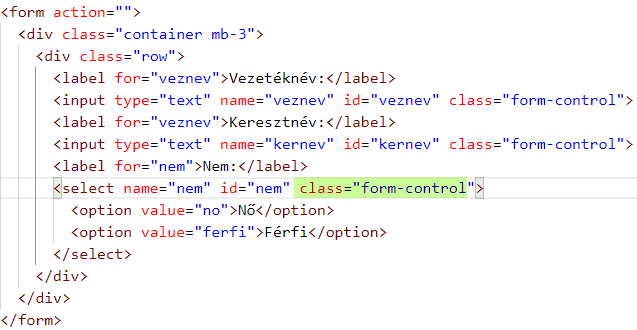 <form action="">
<div class="container mb-3">
<div class="row">
<label for="veznev">Vezetéknév:</label>
<input type="text" name="veznev" id="veznev" class="form-control">
<label for="veznev">Keresztnév:</label>
<input type="text" name="kernev" id="kernev" class="form-control">
<label for="nem">Nem:</label>
<select name="nem" id="nem" class="form-control">
<option value="no">Nő</option>
<option value="ferfi">Férfi</option>
</select>
</div>
</div>
</form>